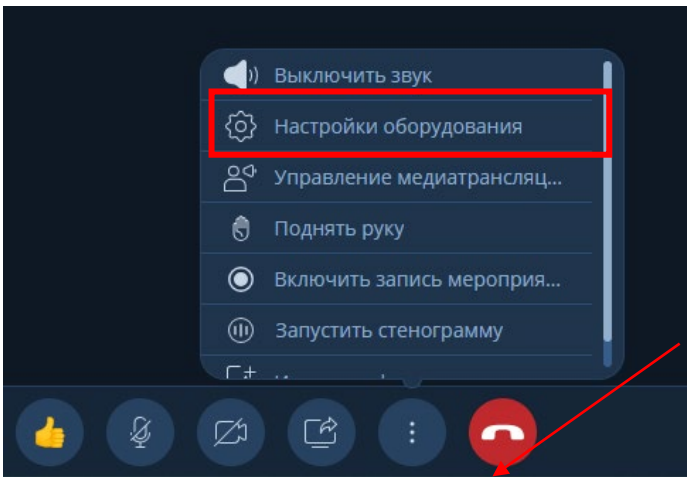 Выключить звук
Настройки оборудования
Управление медиатрансляц...
Поднять руку
Включить запись мероприя...
Запустить стенограмму